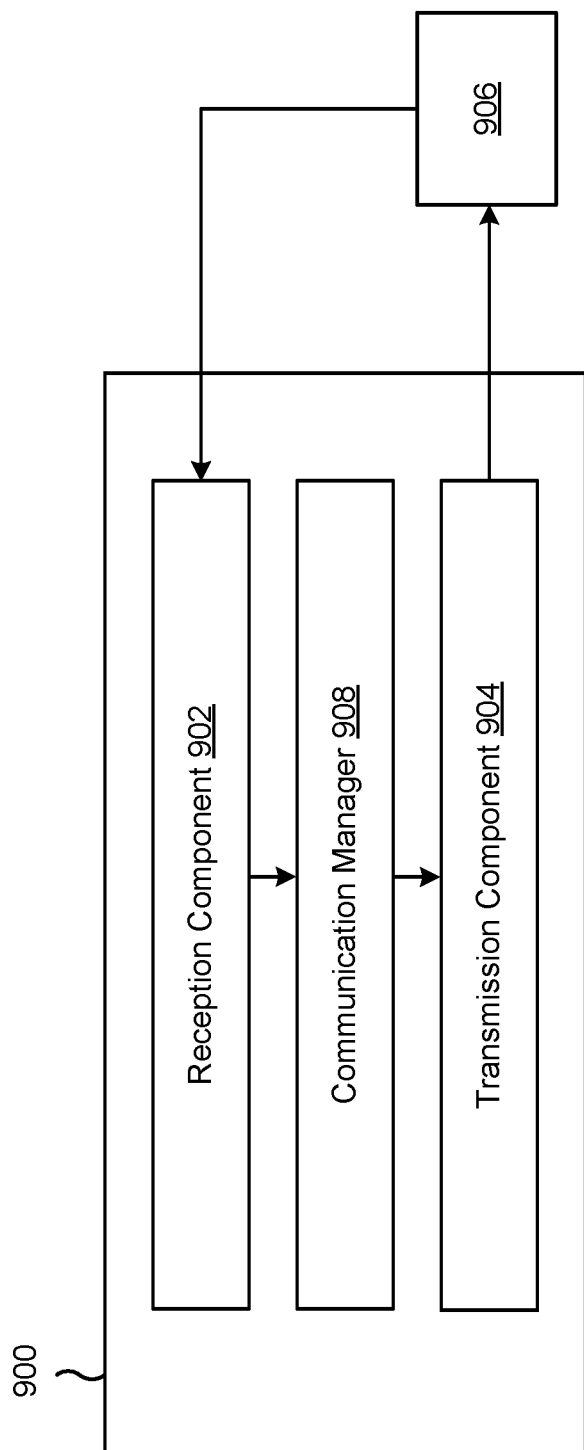 900
Reception Component 902
Communication Manager 908
Transmission Component 904
906